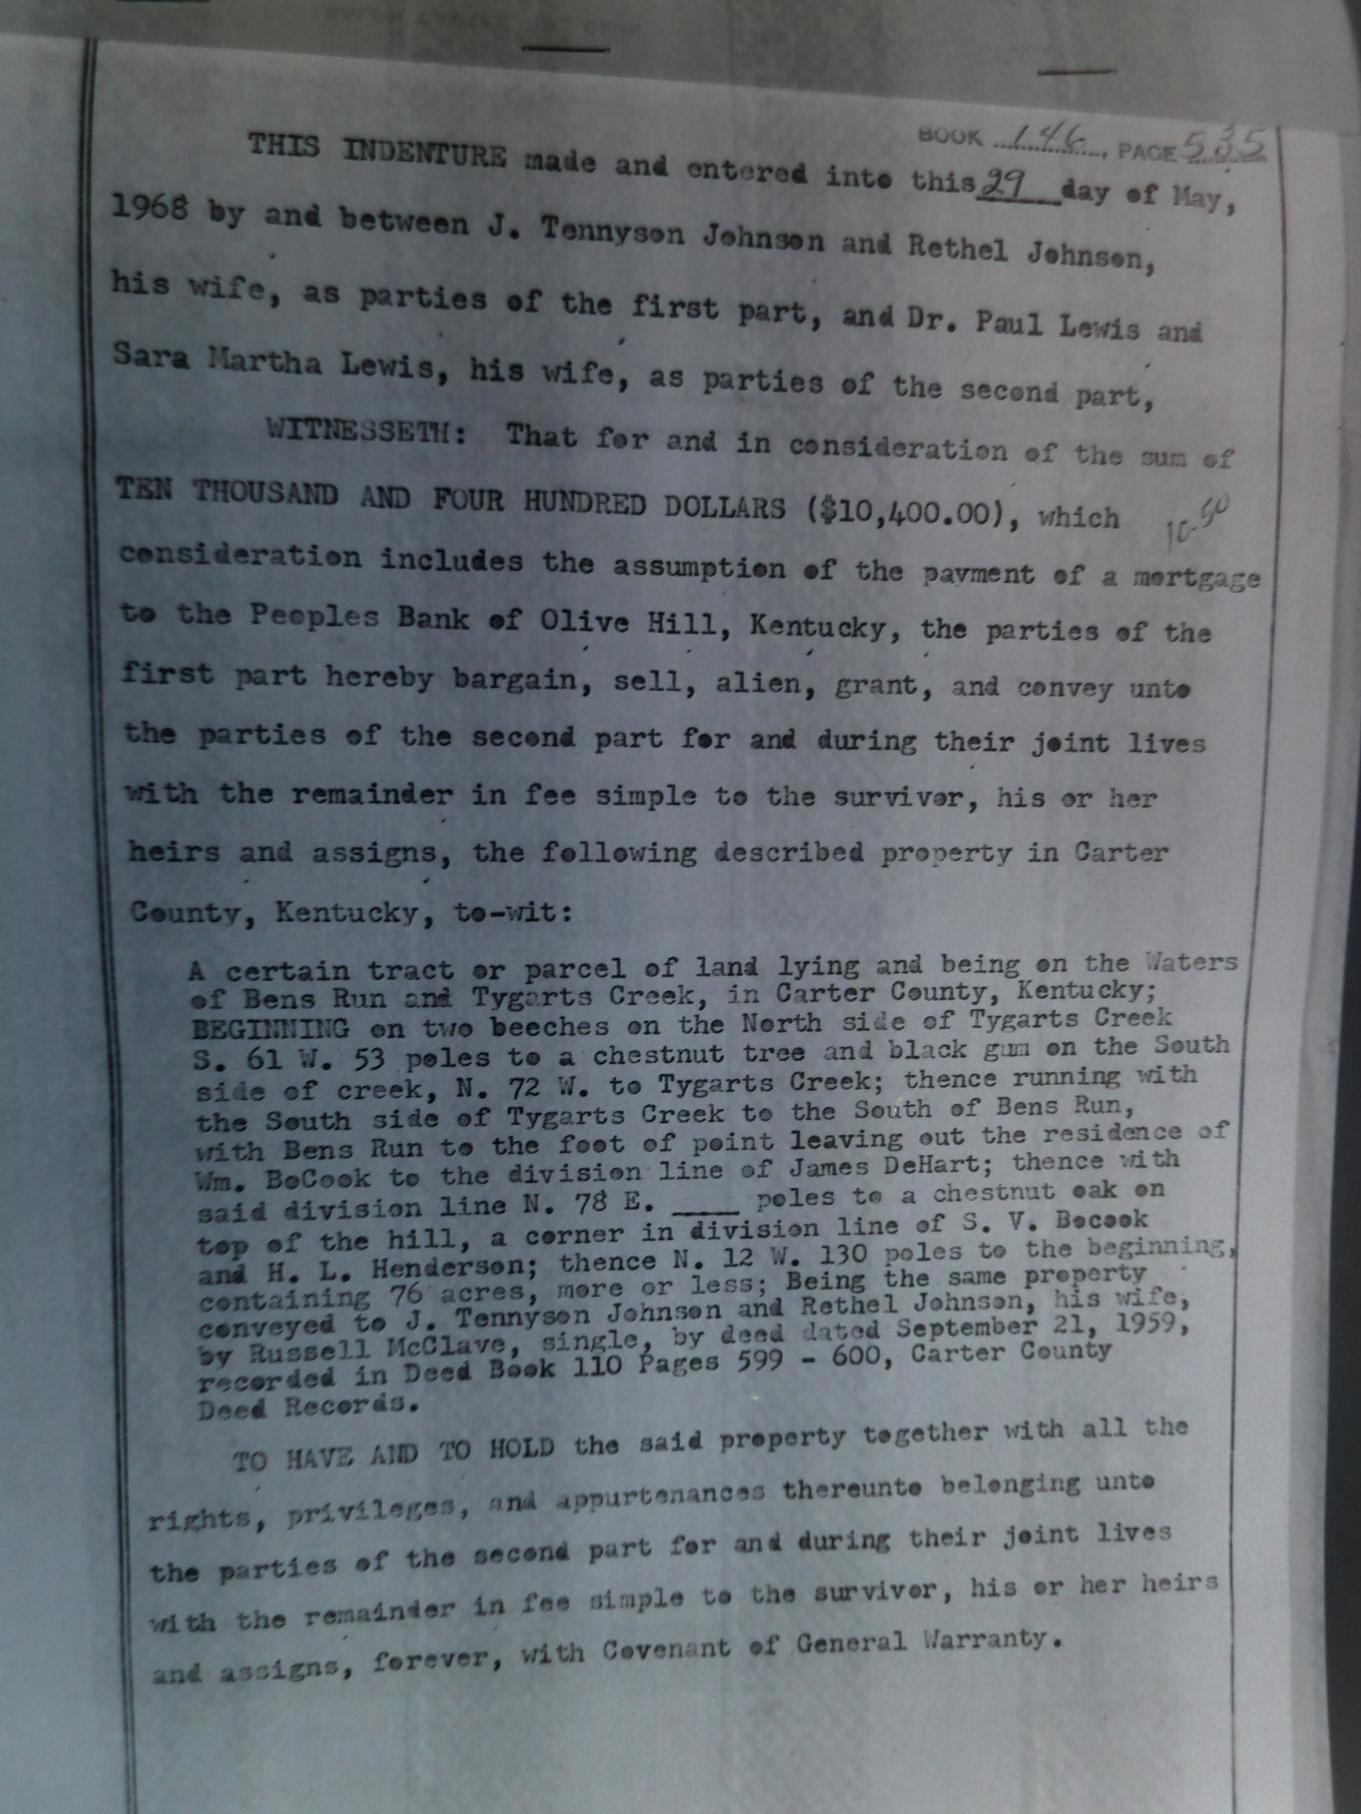 BOOK 146, PAGE 535
THIS INDENTURE made and entered into this 29 day of May,
1968 by and between J. Tennyson Johnson and Rethel Johnson,
his wife, as parties of the first part, and Dr. Paul Lewis and
Sara Martha Lewis, his wife, as parties of the second part,
WITNESSETH: That for and in consideration of the sum of
TEN THOUSAND AND FOUR HUNDRED DOLLARS ($10,400.00), which 10.50
consideration includes the assumption of the payment of a mortgage
to the Peoples Bank of Olive Hill, Kentucky, the parties of the
first part hereby bargain, sell, alien, grant, and convey unto
the parties of the second part for and during their joint lives
with the remainder in fee simple to the survivor, his or her
heirs and assigns, the following described property in Carter
County, Kentucky, to-wit:
A certain tract or parcel of land lying and being on the Waters
of Bens Run and Tygarts Creek, in Carter County, Kentucky;
BEGINNING on two beeches on the North side of Tygarts Creek
S. 61 W. 53 poles to a chestnut tree and black gum on the South
side of creek, N. 72 W. to Tygarts Creek; thence running with
the South side of Tygarts Creek to the South of Bens Run,
with Bens Run to the foot of point leaving out the residence of
Wm. BoCook to the division line of James DeHart; thence with
said division line N. 78 E. ____ poles to a chestnut oak on
top of the hill, a corner in division line of S. V. Bocook
and H. L. Henderson; thence N. 12 W. 130 poles to the beginning,
containing 76 acres, more or less; Being the same property
conveyed to J. Tennyson Johnson and Rethel Johnson, his wife,
by Russell McClave, single, by deed dated September 21, 1959,
recorded in Deed Book 110 Pages 599 - 600, Carter County
Deed Records.
TO HAVE AND TO HOLD the said property together with all the
rights, privileges, and appurtenances thereunto belonging unto
the parties of the second part for and during their joint lives
with the remainder in fee simple to the survivor, his or her heirs
and assigns, forever, with Covenant of General Warranty.